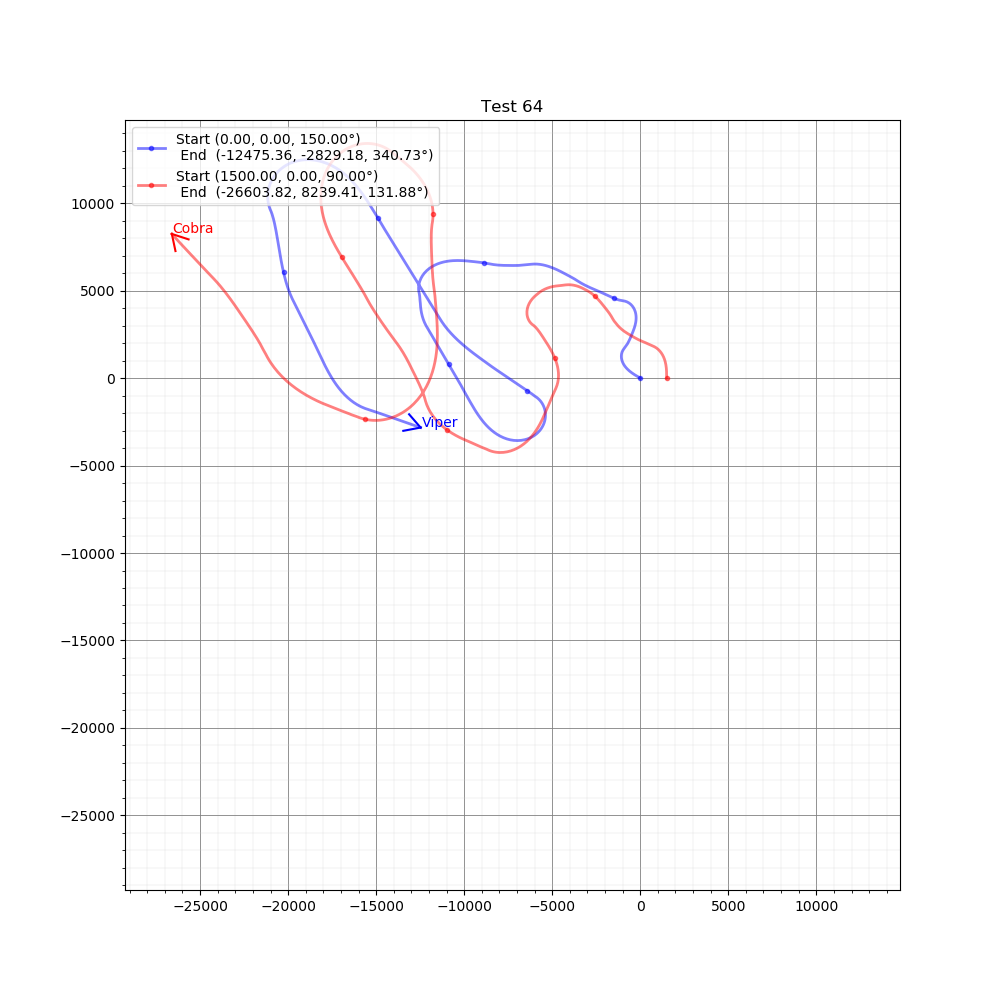 Test 64
Start (0.00, 0.00, 150.00°)
End (-12475.36, -2829.18, 340.73°)
Start (1500.00, 0.00, 90.00°)
End (-26603.82, 8239.41, 131.88°)
10000
5000
0
−5000
−10000
−15000
−20000
−25000
Cobra
Viper
−25000 −20000 −15000 −10000 −5000 0 5000 10000